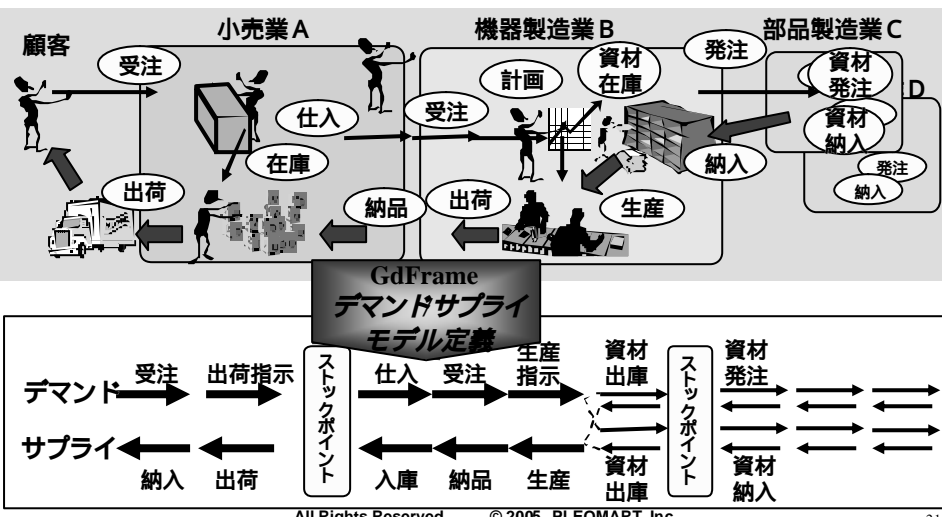 小売業A
機器製造業B
部品製造業C
顧客
受注
計画
資材
在庫
発注
資材
発注
D
仕入
受注
資材
納入
在庫
納入
発注
納入
出荷
納品
出荷
生産
GdFrame
デマンドサプライ
モデル定義
デマンド
受注
出荷指示
ストックポイント
仕入
受注
生産
指示
資材
出庫
ストックポイント
資材
発注
サプライ
納入
出荷
入庫
納品
生産
資材
出庫
資材
納入
All Rights Reserved © 2005 PLEOMART, Inc